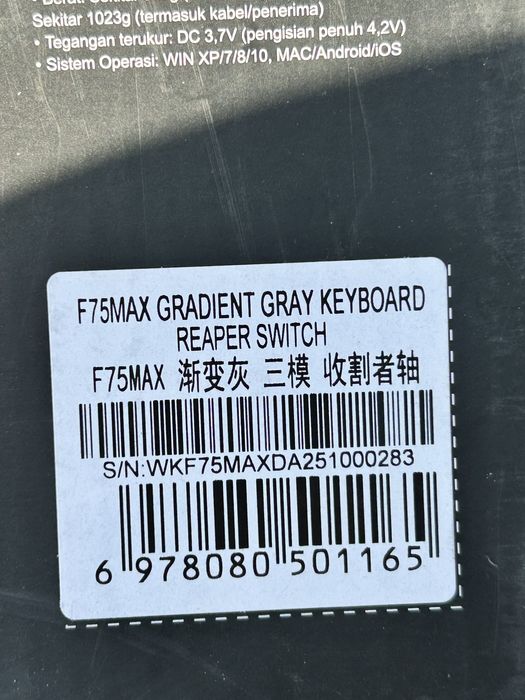 Sekitar 1023g (termasuk kabel/penerima)
• Tegangan terukur: DC 3,7V (pengisian penuh 4,2V)
• Sistem Operasi: WIN XP/7/8/10, MAC/Android/iOS
F75MAX GRADIENT GRAY KEYBOARD
REAPER SWITCH
F75MAX 渐变灰 三模 收割者轴
S/N:WKF75MAXDA251000283
6 978080 501165